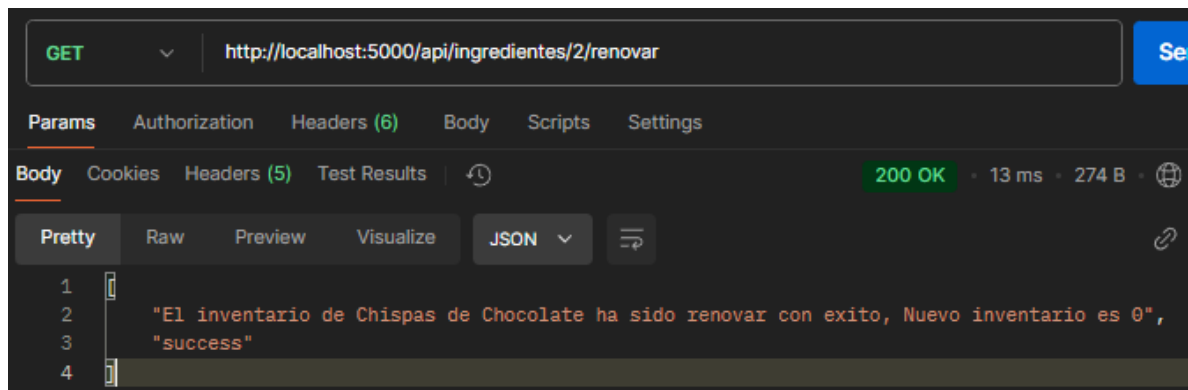 GET http://localhost:5000/api/ingredientes/2/renovar
Params Authorization Headers (6) Body Scripts Settings
Body Cookies Headers (5) Test Results 200 OK • 13 ms • 274 B •
Pretty Raw Preview Visualize JSON
1 [
2 "El inventario de Chispas de Chocolate ha sido renovar con exito, Nuevo inventario es 0",
3 "success"
4 ]